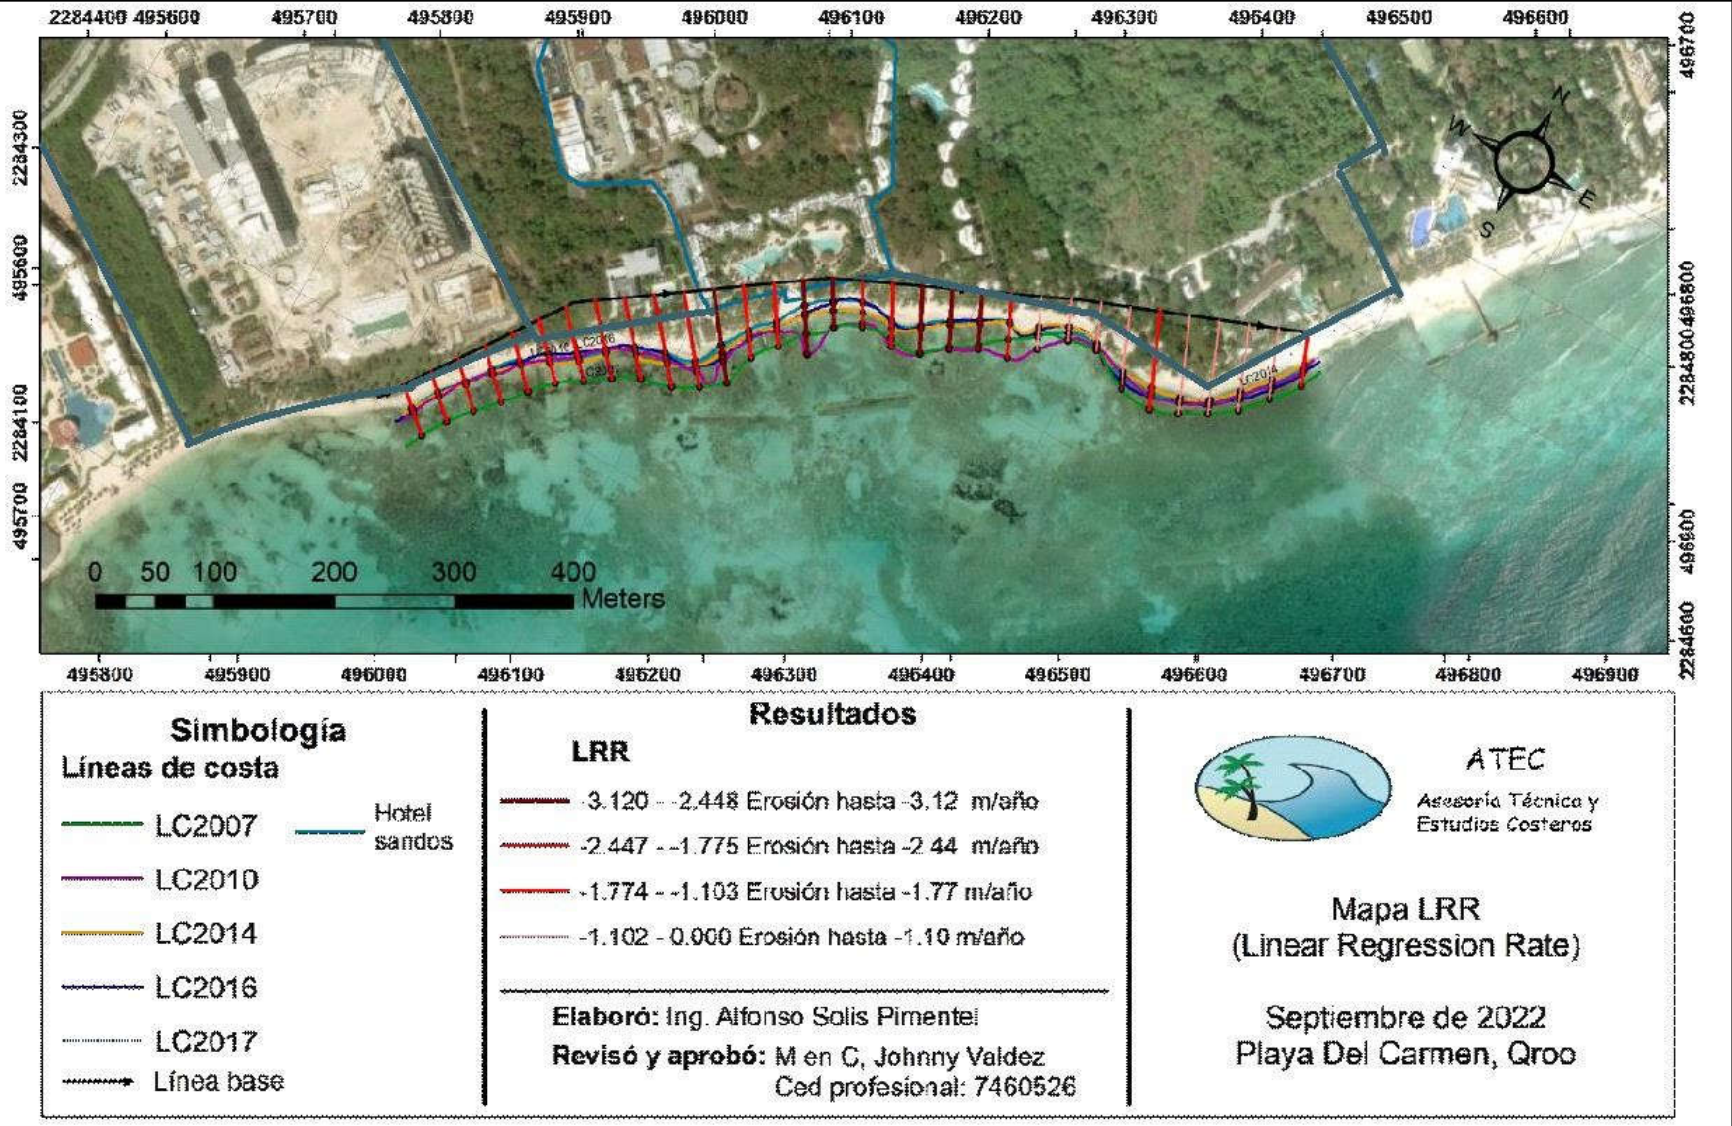 2284400 495600 495700 495800 495900 496000 496100 496200 496300 496400 496500 496600
496700
2284300
495600
2284100
495700
495800
2284800
496900
2284600
N
W
E
S
LC2014
0 50 100 200 300 400
Meters
495800 495900 496000 496100 496200 496300 496400 496500 496600 496700 496800 496900
Simbología
Líneas de costa
LC2007
Hotel
sandos
LC2010
LC2014
LC2016
LC2017
Línea base
Resultados
LRR
-3.120 - -2.448 Erosión hasta -3.12 m/año
-2.447 - -1.775 Erosión hasta -2.44 m/año
-1.774 - -1.103 Erosión hasta -1.77 m/año
-1.102 - 0.000 Erosión hasta -1.10 m/año
Elaboró: Ing. Alfonso Solis Pimentel
Revisó y aprobó: M en C, Johnny Valdez
Ced profesional: 7460526
ATEC
Asesoría Técnica y
Estudios Costeros
Mapa LRR
(Linear Regression Rate)
Septiembre de 2022
Playa Del Carmen, Qroo